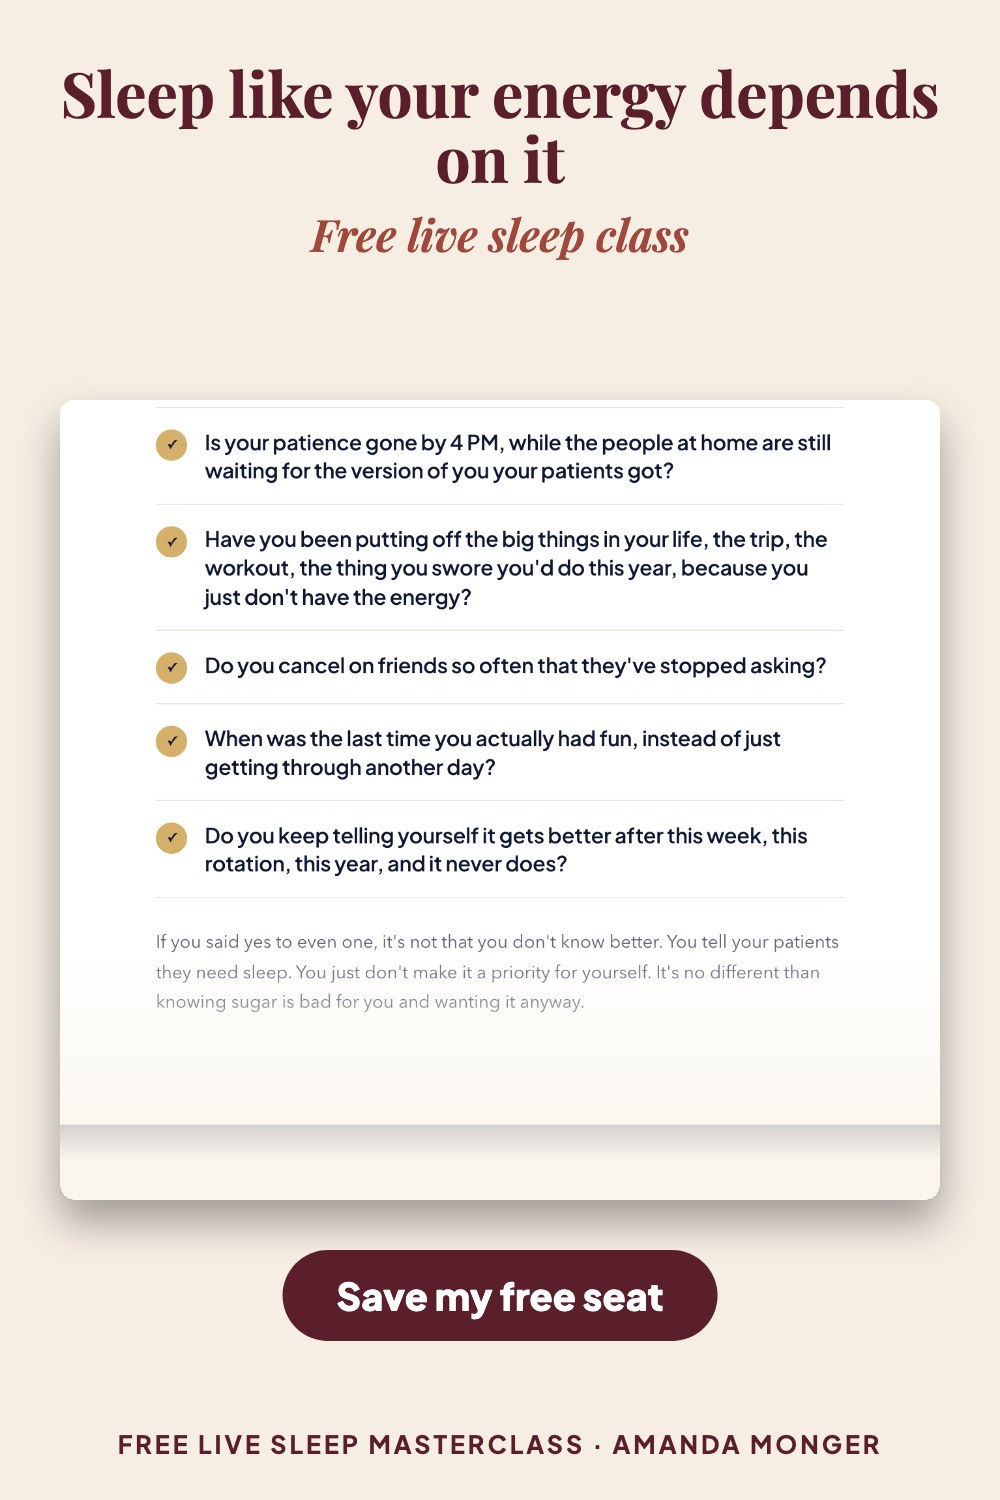 Sleep like your energy depends
on it
Free live sleep class
✓ Is your patience gone by 4 PM, while the people at home are still
waiting for the version of you your patients got?
✓ Have you been putting off the big things in your life, the trip, the
workout, the thing you swore you'd do this year, because you
just don't have the energy?
✓ Do you cancel on friends so often that they've stopped asking?
✓ When was the last time you actually had fun, instead of just
getting through another day?
✓ Do you keep telling yourself it gets better after this week, this
rotation, this year, and it never does?
If you said yes to even one, it's not that you don't know better. You tell your patients
they need sleep. You just don't make it a priority for yourself. It's no different than
knowing sugar is bad for you and wanting it anyway.
Save my free seat
FREE LIVE SLEEP MASTERCLASS · AMANDA MONGER